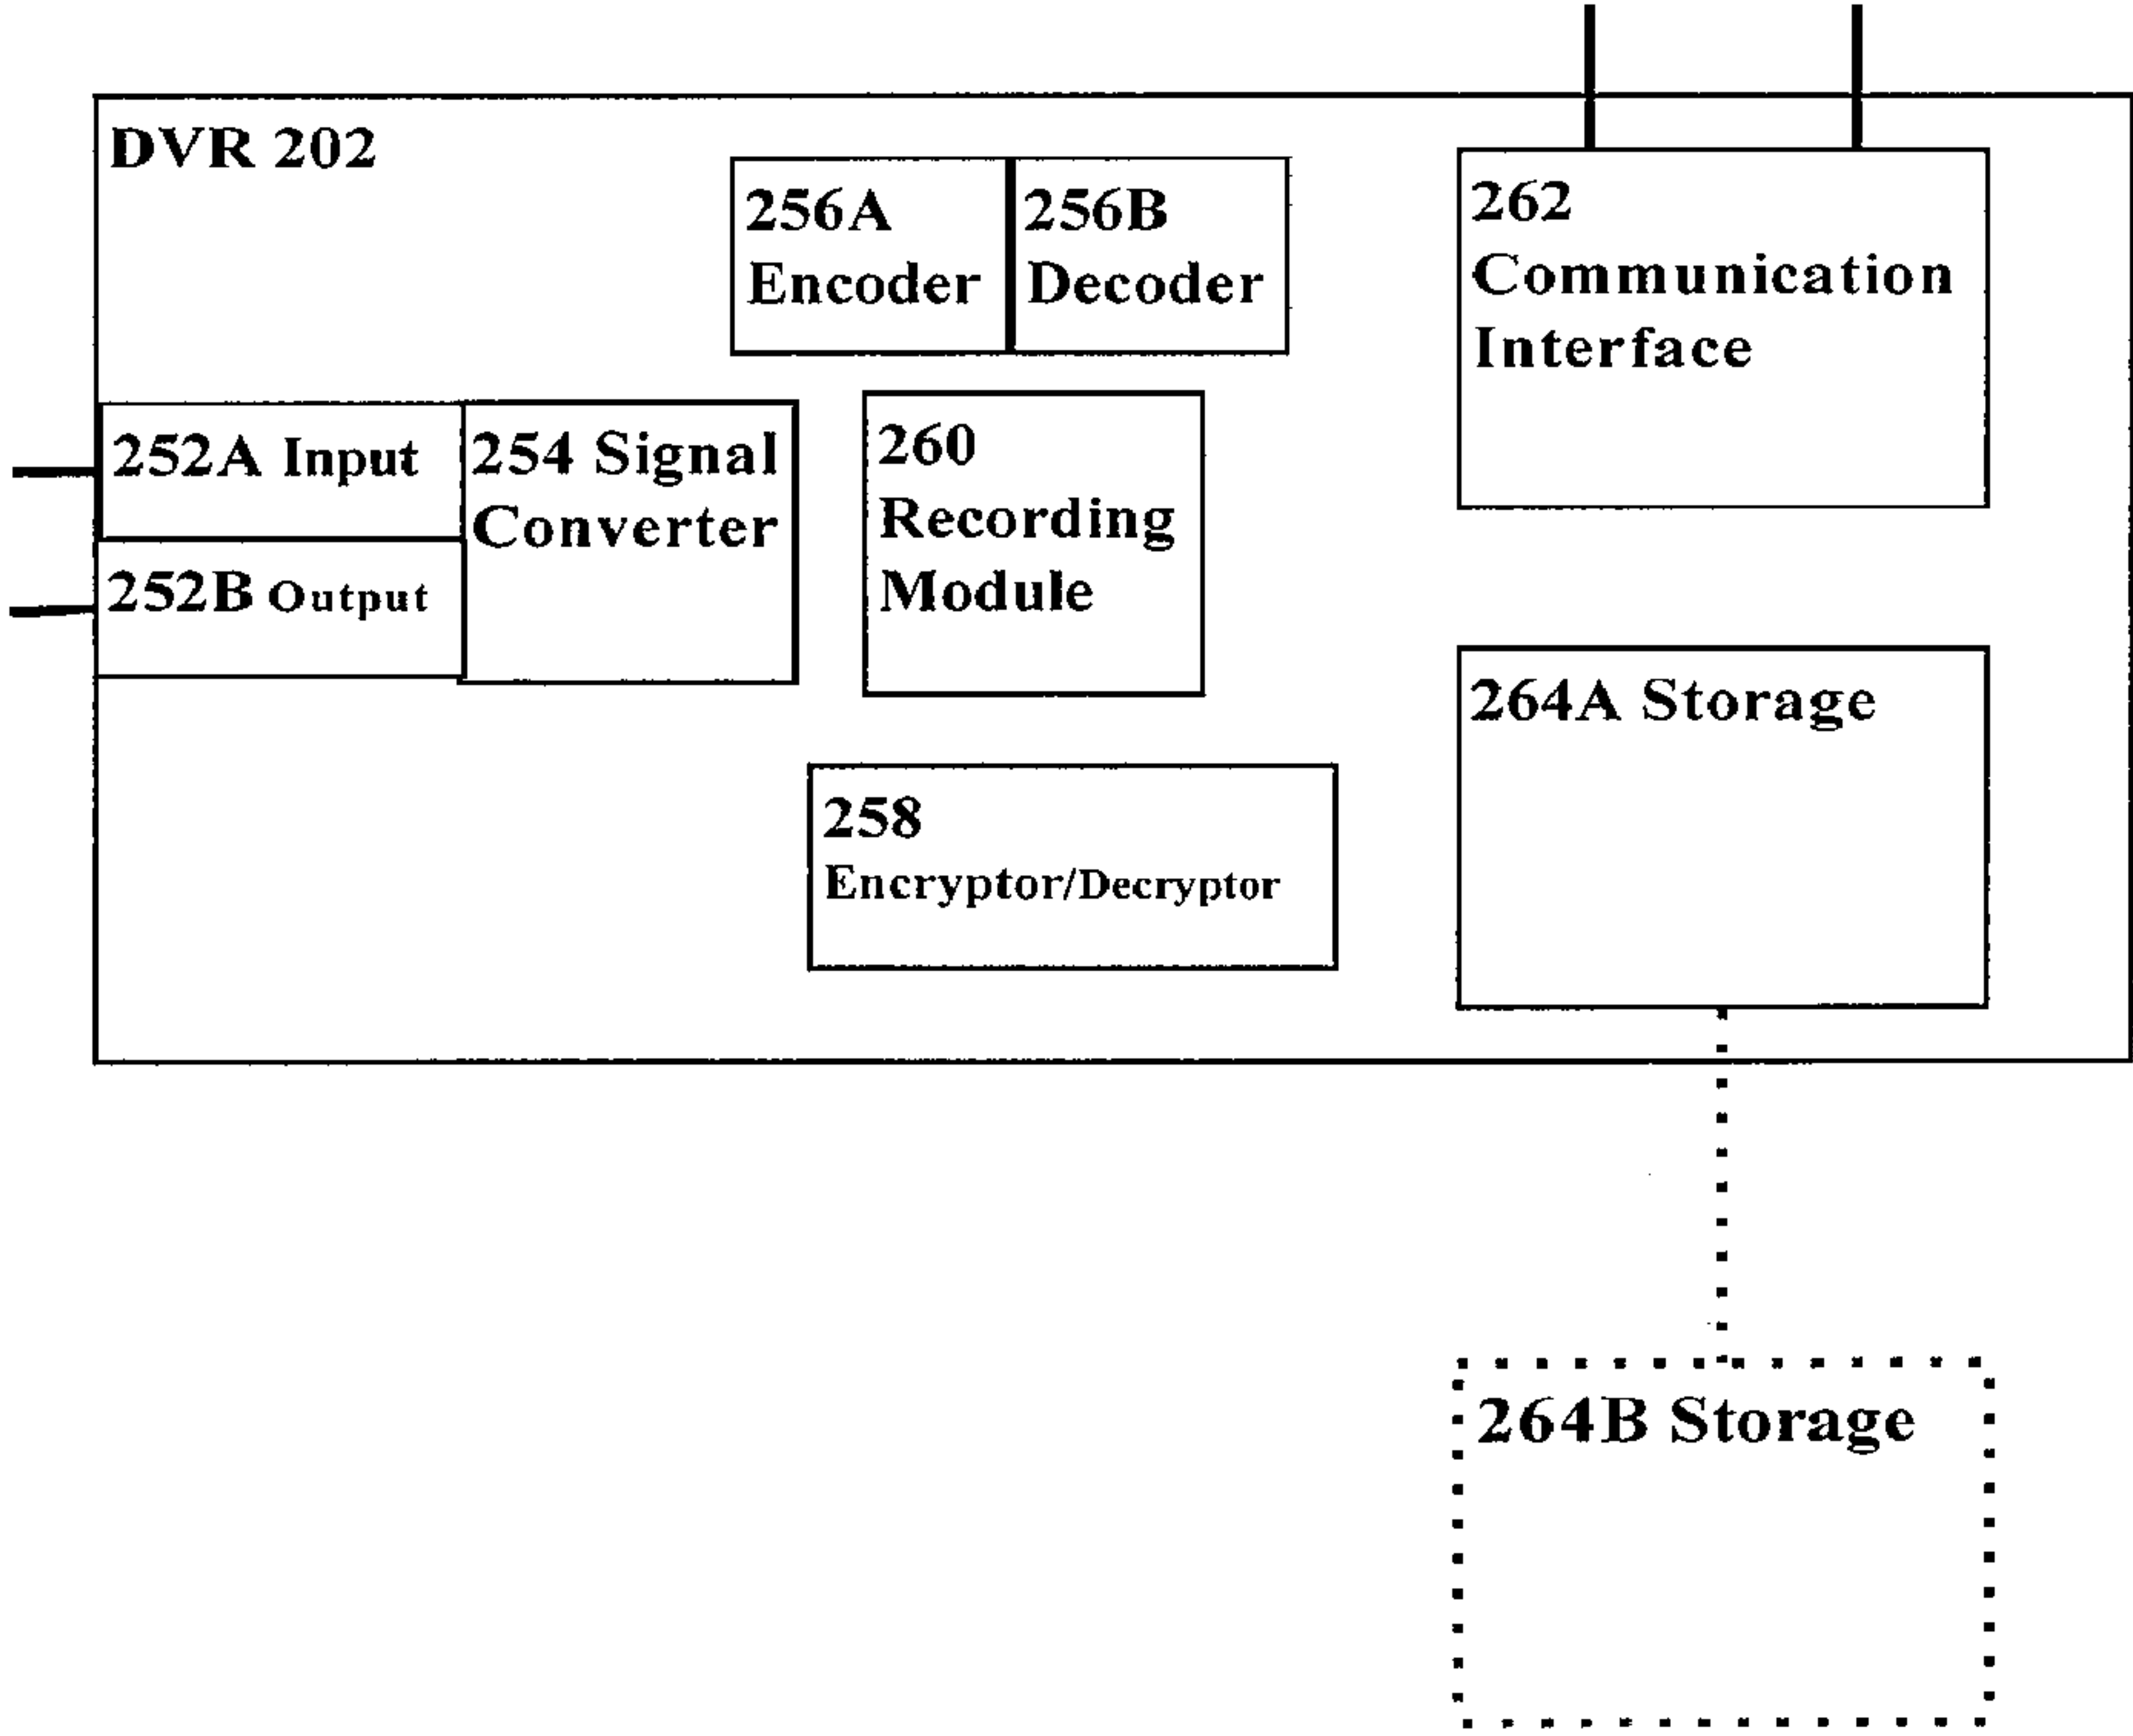 DVR 202
256A
Encoder
256B
Decoder
262
Communication
Interface
252A Input
254 Signal
Converter
252B Output
260
Recording
Module
264A Storage
258
Encryptor/Decryptor
264B Storage